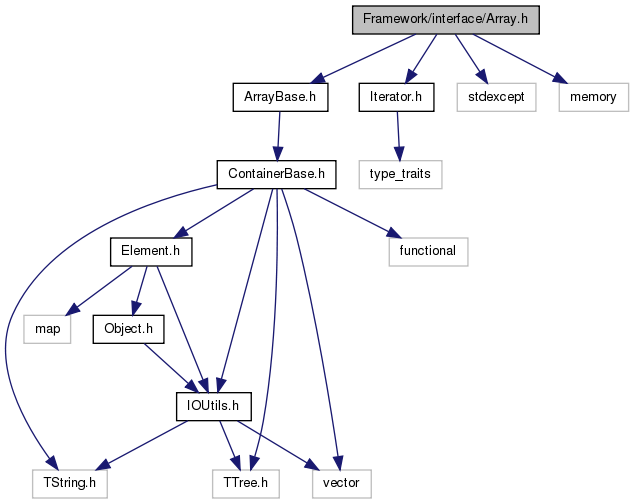 Framework/interface/Array.h
ArrayBase.h
Iterator.h
stdexcept
memory
ContainerBase.h
type_traits
Element.h
functional
map
Object.h
IOUtils.h
TString.h
TTree.h
vector